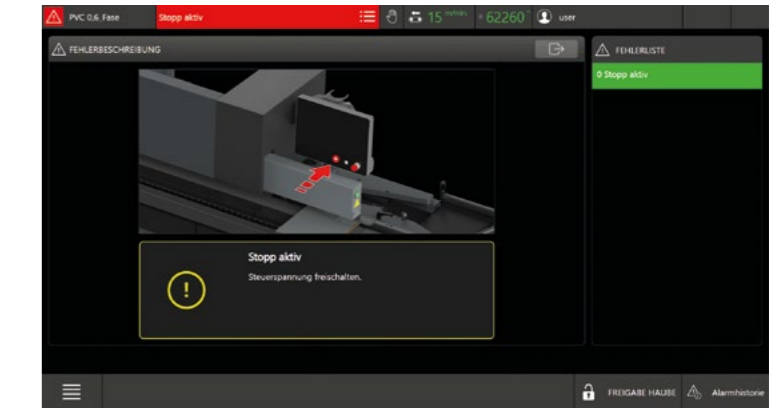 PVC 0,6_Fase
Stopp aktiv
15 m/min
62260
user
FEHLERBESCHREIBUNG
FEHLERLISTE
0 Stopp aktiv
Stopp aktiv
Steuerspannung freischalten.
FREIGABE HAUBE
Alarmhistorie